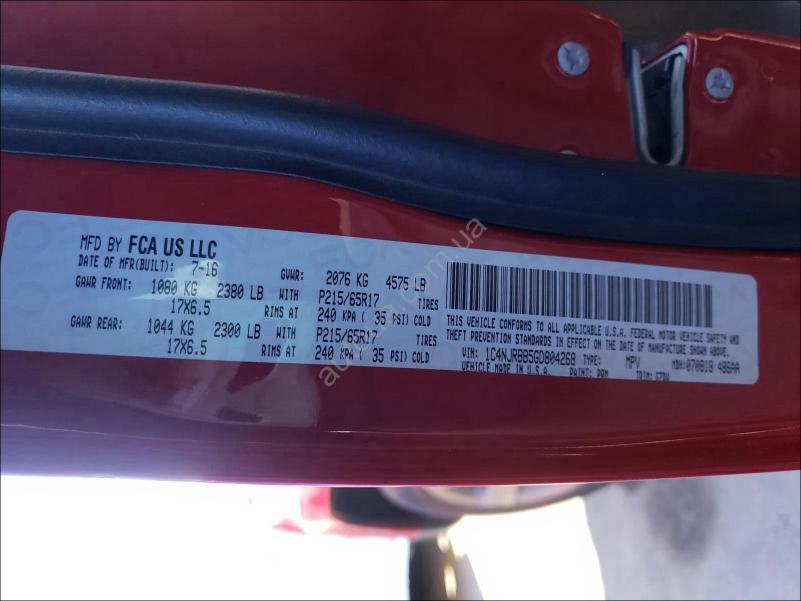 MFD BY FCA US LLC
DATE OF MFR(BUILT): 7-16
GVWR: 2076 KG 4575 LB
GAWR FRONT: 1080 KG 2380 LB WITH P215/65R17 TIRES
17X6.5 RIMS AT 240 KPA ( 35 PSI) COLD
GAWR REAR: 1044 KG 2300 LB WITH P215/65R17 TIRES
17X6.5 RIMS AT 240 KPA ( 35 PSI) COLD
THIS VEHICLE CONFORMS TO ALL APPLICABLE U.S.A. FEDERAL MOTOR VEHICLE SAFETY AND
THEFT PREVENTION STANDARDS IN EFFECT ON THE DATE OF MANUFACTURE SHOWN ABOVE.
VIN: 1C4NJRBB5GD804268 TYPE: MPV MDH: 070818 486AA
VEHICLE MADE IN U.S.A. PAINT: PRM TRIM: